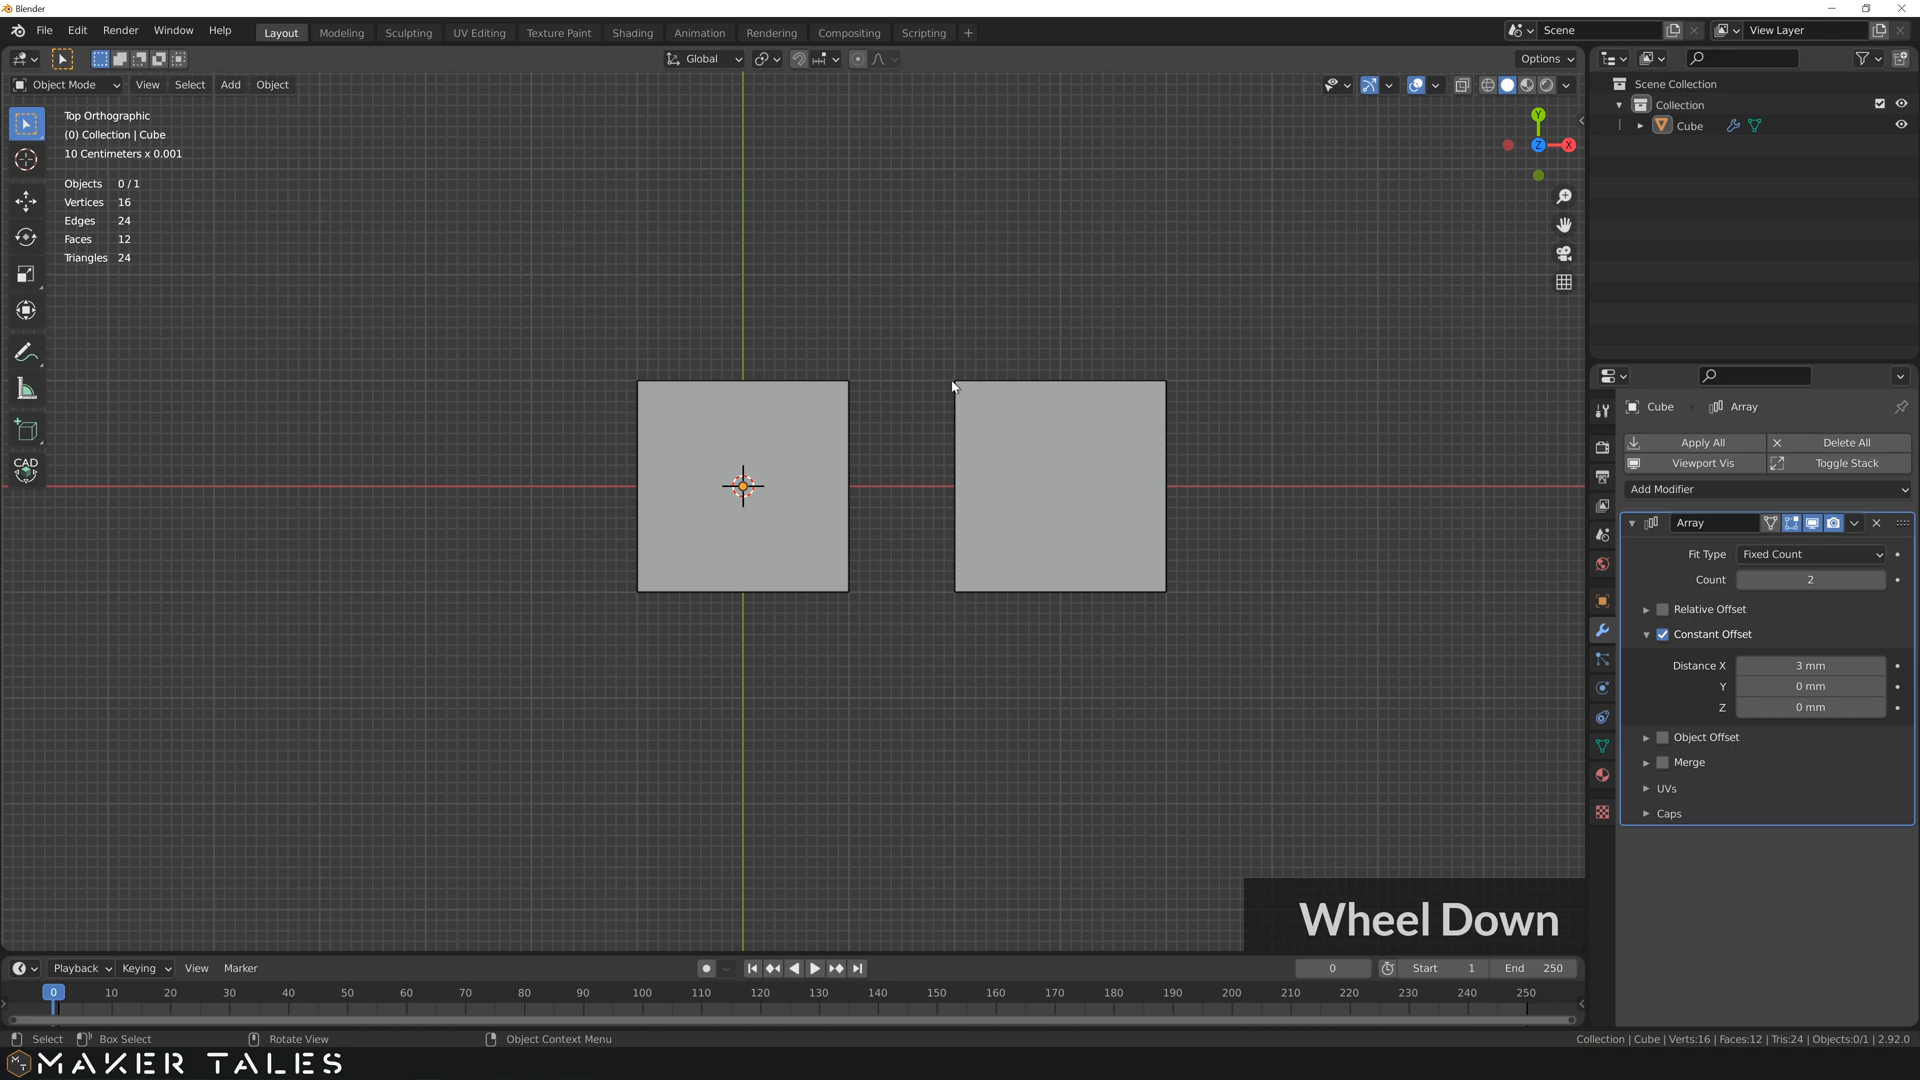 Blender
File Edit Render Window Help Layout Modeling Sculpting UV Editing Texture Paint Shading Animation Rendering Compositing Scripting + Scene View Layer
Global Options
Object Mode View Select Add Object
Top Orthographic
(0) Collection | Cube
10 Centimeters x 0.001
Objects 0 / 1
Vertices 16
Edges 24
Faces 12
Triangles 24
CAD
Y
Z X
Scene Collection
Collection
Cube
Cube Array
Apply All Delete All
Viewport Vis Toggle Stack
Add Modifier
Array
Fit Type Fixed Count
Count 2
Relative Offset
Constant Offset
Distance X 3 mm
Y 0 mm
Z 0 mm
Object Offset
Merge
UVs
Caps
Wheel Down
Playback Keying View Marker 0 Start 1 End 250
0 10 20 30 40 50 60 70 80 90 100 110 120 130 140 150 160 170 180 190 200 210 220 230 240 250
Select Box Select Rotate View Object Context Menu Collection | Cube | Verts:16 | Faces:12 | Tris:24 | Objects:0/1 | 2.92.0
MT MAKER TALES